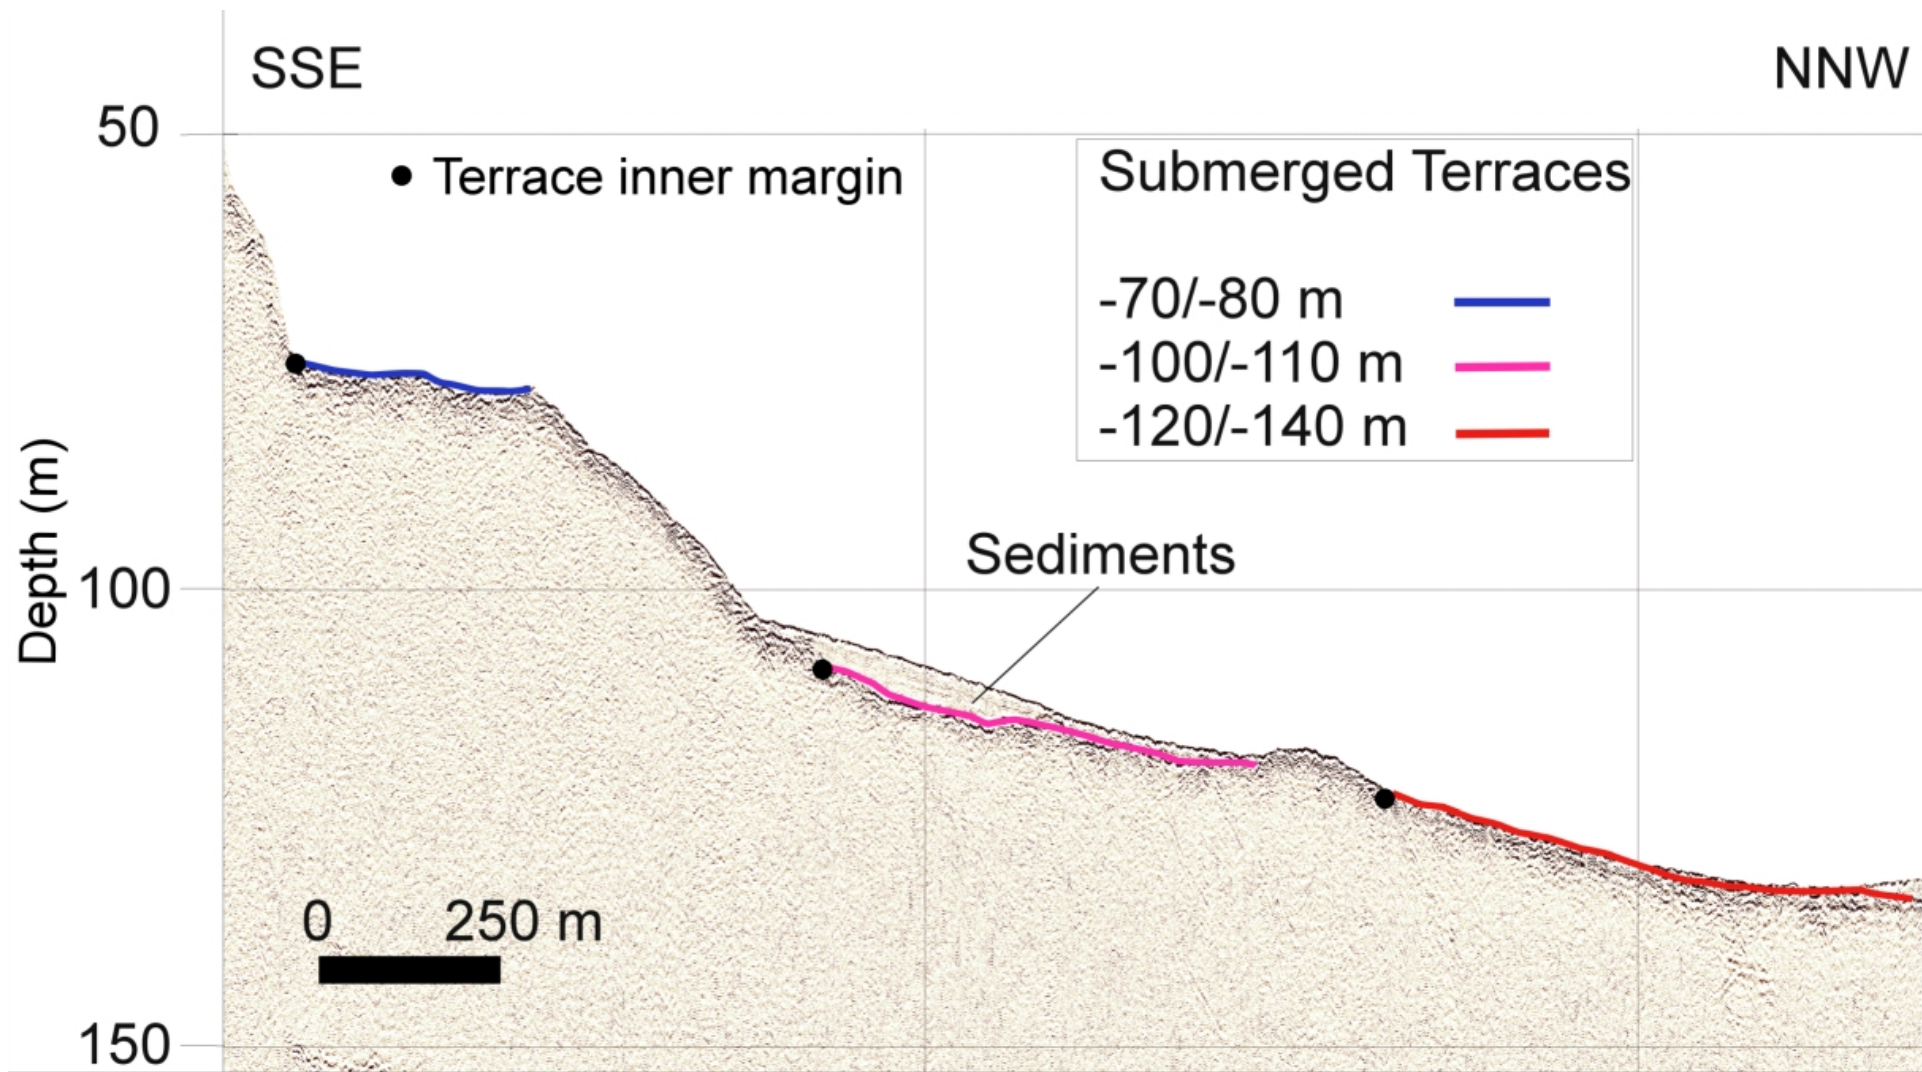 SSE
NNW
50
Terrace inner margin
Submerged Terraces
-70/-80 m
-100/-110 m
-120/-140 m
Depth (m)
Sediments
100
0 250 m
150